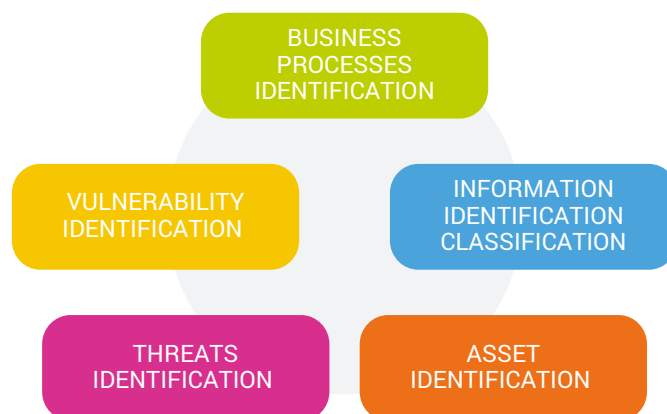 BUSINESS
PROCESSES
IDENTIFICATION
VULNERABILITY
IDENTIFICATION
INFORMATION
IDENTIFICATION
CLASSIFICATION
THREATS
IDENTIFICATION
ASSET
IDENTIFICATION